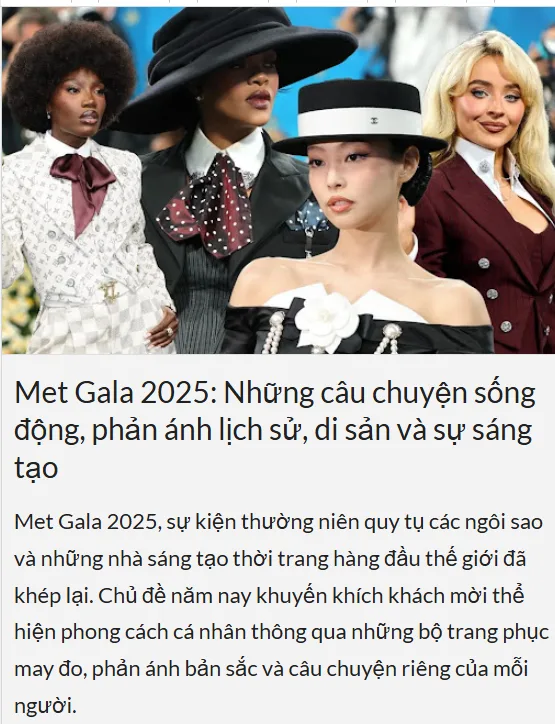 Met Gala 2025: Những câu chuyện sống
động, phản ánh lịch sử, di sản và sự sáng
tạo
Met Gala 2025, sự kiện thường niên quy tụ các ngôi sao
và những nhà sáng tạo thời trang hàng đầu thế giới đã
khép lại. Chủ đề năm nay khuyến khích khách mời thể
hiện phong cách cá nhân thông qua những bộ trang phục
may đo, phản ánh bản sắc và câu chuyện riêng của mỗi
người.